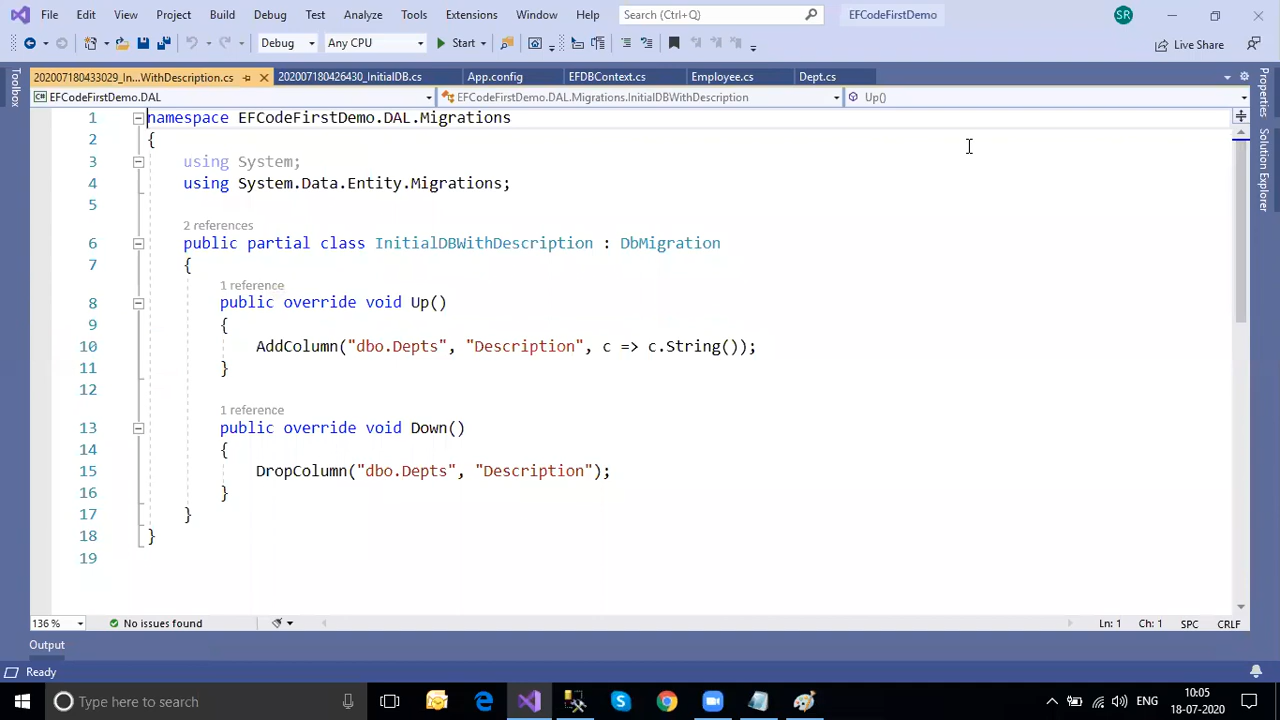 File Edit View Project Build Debug Test Analyze Tools Extensions Window Help Search (Ctrl+Q) EFCodeFirstDemo SR
Debug Any CPU Start Live Share
202007180433029_In...WithDescription.cs 202007180426430_InitialDB.cs App.config EFDBContext.cs Employee.cs Dept.cs
EFCodeFirstDemo.DAL EFCodeFirstDemo.DAL.Migrations.InitialDBWithDescription Up()
Toolbox
Properties
Solution Explorer
1 namespace EFCodeFirstDemo.DAL.Migrations
2 {
3 using System;
4 using System.Data.Entity.Migrations;
5
2 references
6 public partial class InitialDBWithDescription : DbMigration
7 {
1 reference
8 public override void Up()
9 {
10 AddColumn("dbo.Depts", "Description", c => c.String());
11 }
12
1 reference
13 public override void Down()
14 {
15 DropColumn("dbo.Depts", "Description");
16 }
17 }
18 }
19
136 % No issues found Ln: 1 Ch: 1 SPC CRLF
Output
Ready
Type here to search ENG 10:05
18-07-2020